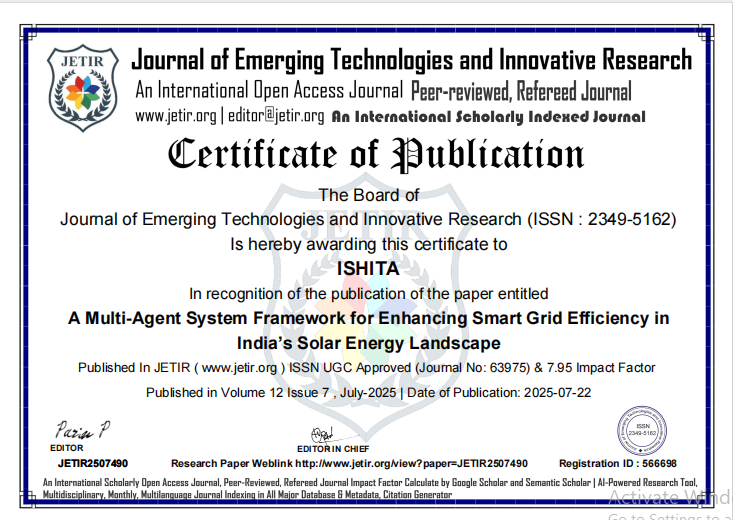 JETIR
Journal of Emerging Technologies and Innovative Research
An International Open Access Journal Peer-reviewed, Refereed Journal
www.jetir.org | editor@jetir.org An International Scholarly Indexed Journal
Certificate of Publication
The Board of
JETIR
Journal of Emerging Technologies and Innovative Research (ISSN : 2349-5162)
Is hereby awarding this certificate to
ISHITA
In recognition of the publication of the paper entitled
A Multi-Agent System Framework for Enhancing Smart Grid Efficiency in
India’s Solar Energy Landscape
Published In JETIR ( www.jetir.org ) ISSN UGC Approved (Journal No: 63975) & 7.95 Impact Factor
Published in Volume 12 Issue 7 , July-2025 | Date of Publication: 2025-07-22
ISSN
2349-5162
EDITOR
EDITOR IN CHIEF
JETIR2507490 Research Paper Weblink http://www.jetir.org/view?paper=JETIR2507490 Registration ID : 566698
An International Scholarly Open Access Journal, Peer-Reviewed, Refereed Journal Impact Factor Calculate by Google Scholar and Semantic Scholar | AI-Powered Research Tool,
Multidisciplinary, Monthly, Multilanguage Journal Indexing in All Major Database & Metadata, Citation Generator
Activate Wind
Go to Settings to a